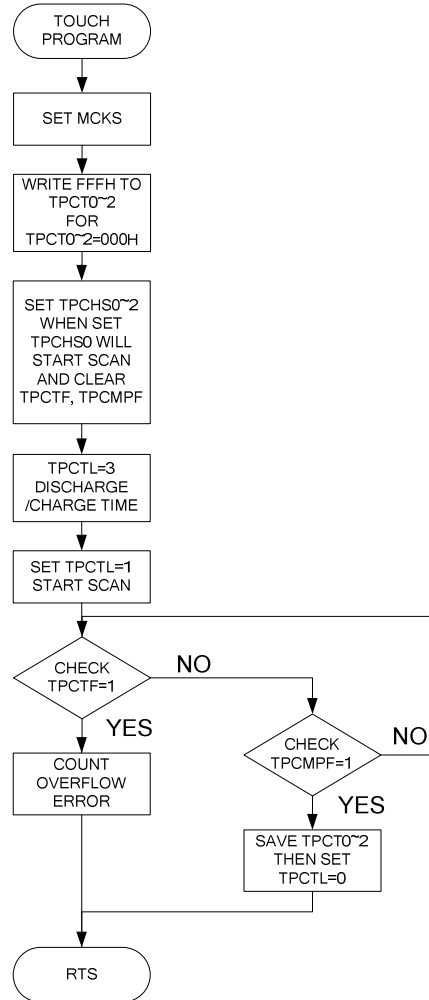 TOUCH
PROGRAM
SET MCKS
WRITE FFFH TO
TPCT0~2
FOR
TPCT0~2=000H
SET TPCHS0~2
WHEN SET
TPCHS0 WILL
START SCAN
AND CLEAR
TPCTF, TPCMPF
TPCTL=3
DISCHARGE
/CHARGE TIME
SET TPCTL=1
START SCAN
CHECK
TPCTF=1
NO
YES
COUNT
OVERFLOW
ERROR
CHECK
TPCMPF=1
NO
YES
SAVE TPCT0~2
THEN SET
TPCTL=0
RTS